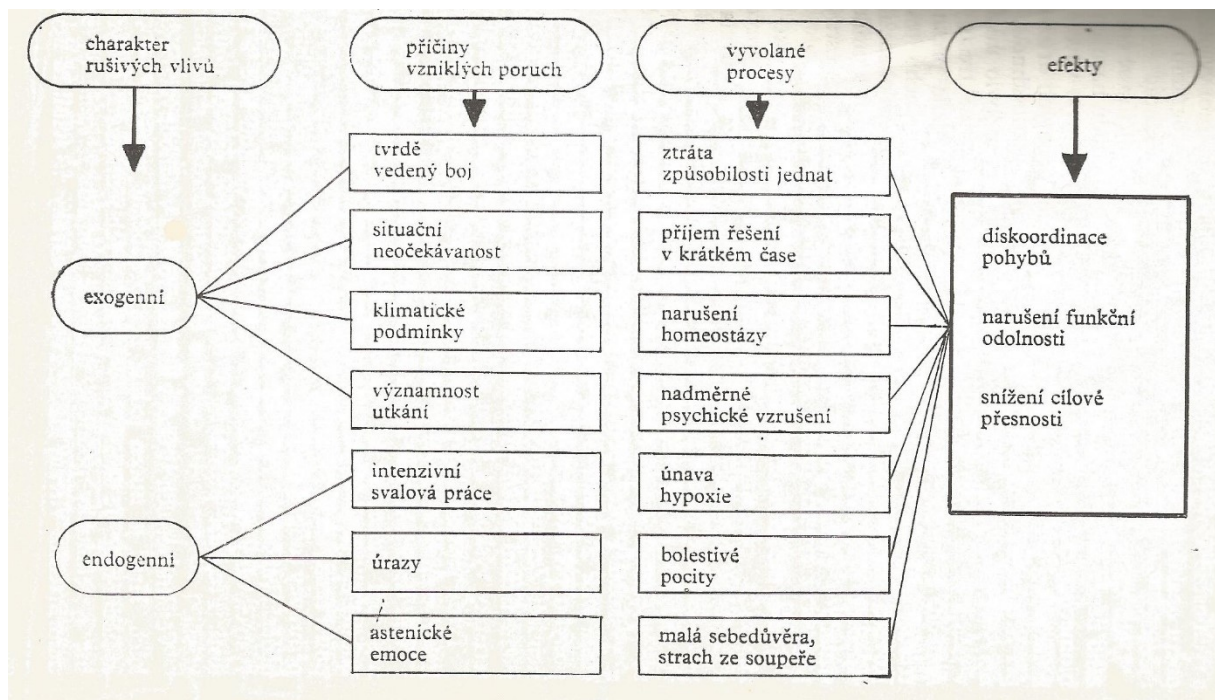 charakter
rušivých vlivů
příčiny
vzniklých poruch
vyvolané
procesy
efekty
exogenní
endogenní
tvrdě
vedený boj
situační
neočekávanost
klimatické
podmínky
významnost
utkání
intenzivní
svalová práce
úrazy
astenické
emoce
ztráta
způsobilosti jednat
příjem řešení
v krátkém čase
narušení
homeostázy
nadměrné
psychické vzrušení
únava
hypoxie
bolestivé
pocity
malá sebedůvěra,
strach ze soupeře
diskoordinace
pohybů
narušení funkční
odolnosti
snížení cílové
přesnosti